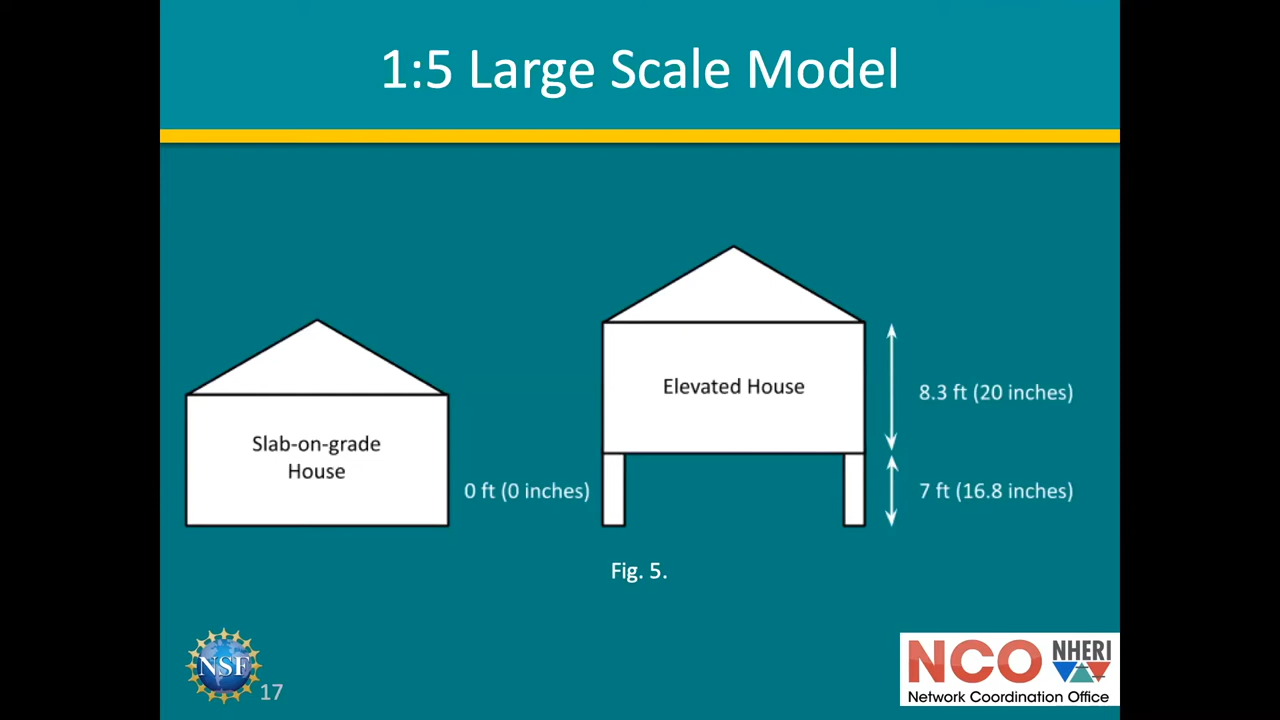 1:5 Large Scale Model
Elevated House
8.3 ft (20 inches)
Slab-on-grade
House
0 ft (0 inches)
7 ft (16.8 inches)
Fig. 5.
NSF
17
NCO
NHERI
Network Coordination Office